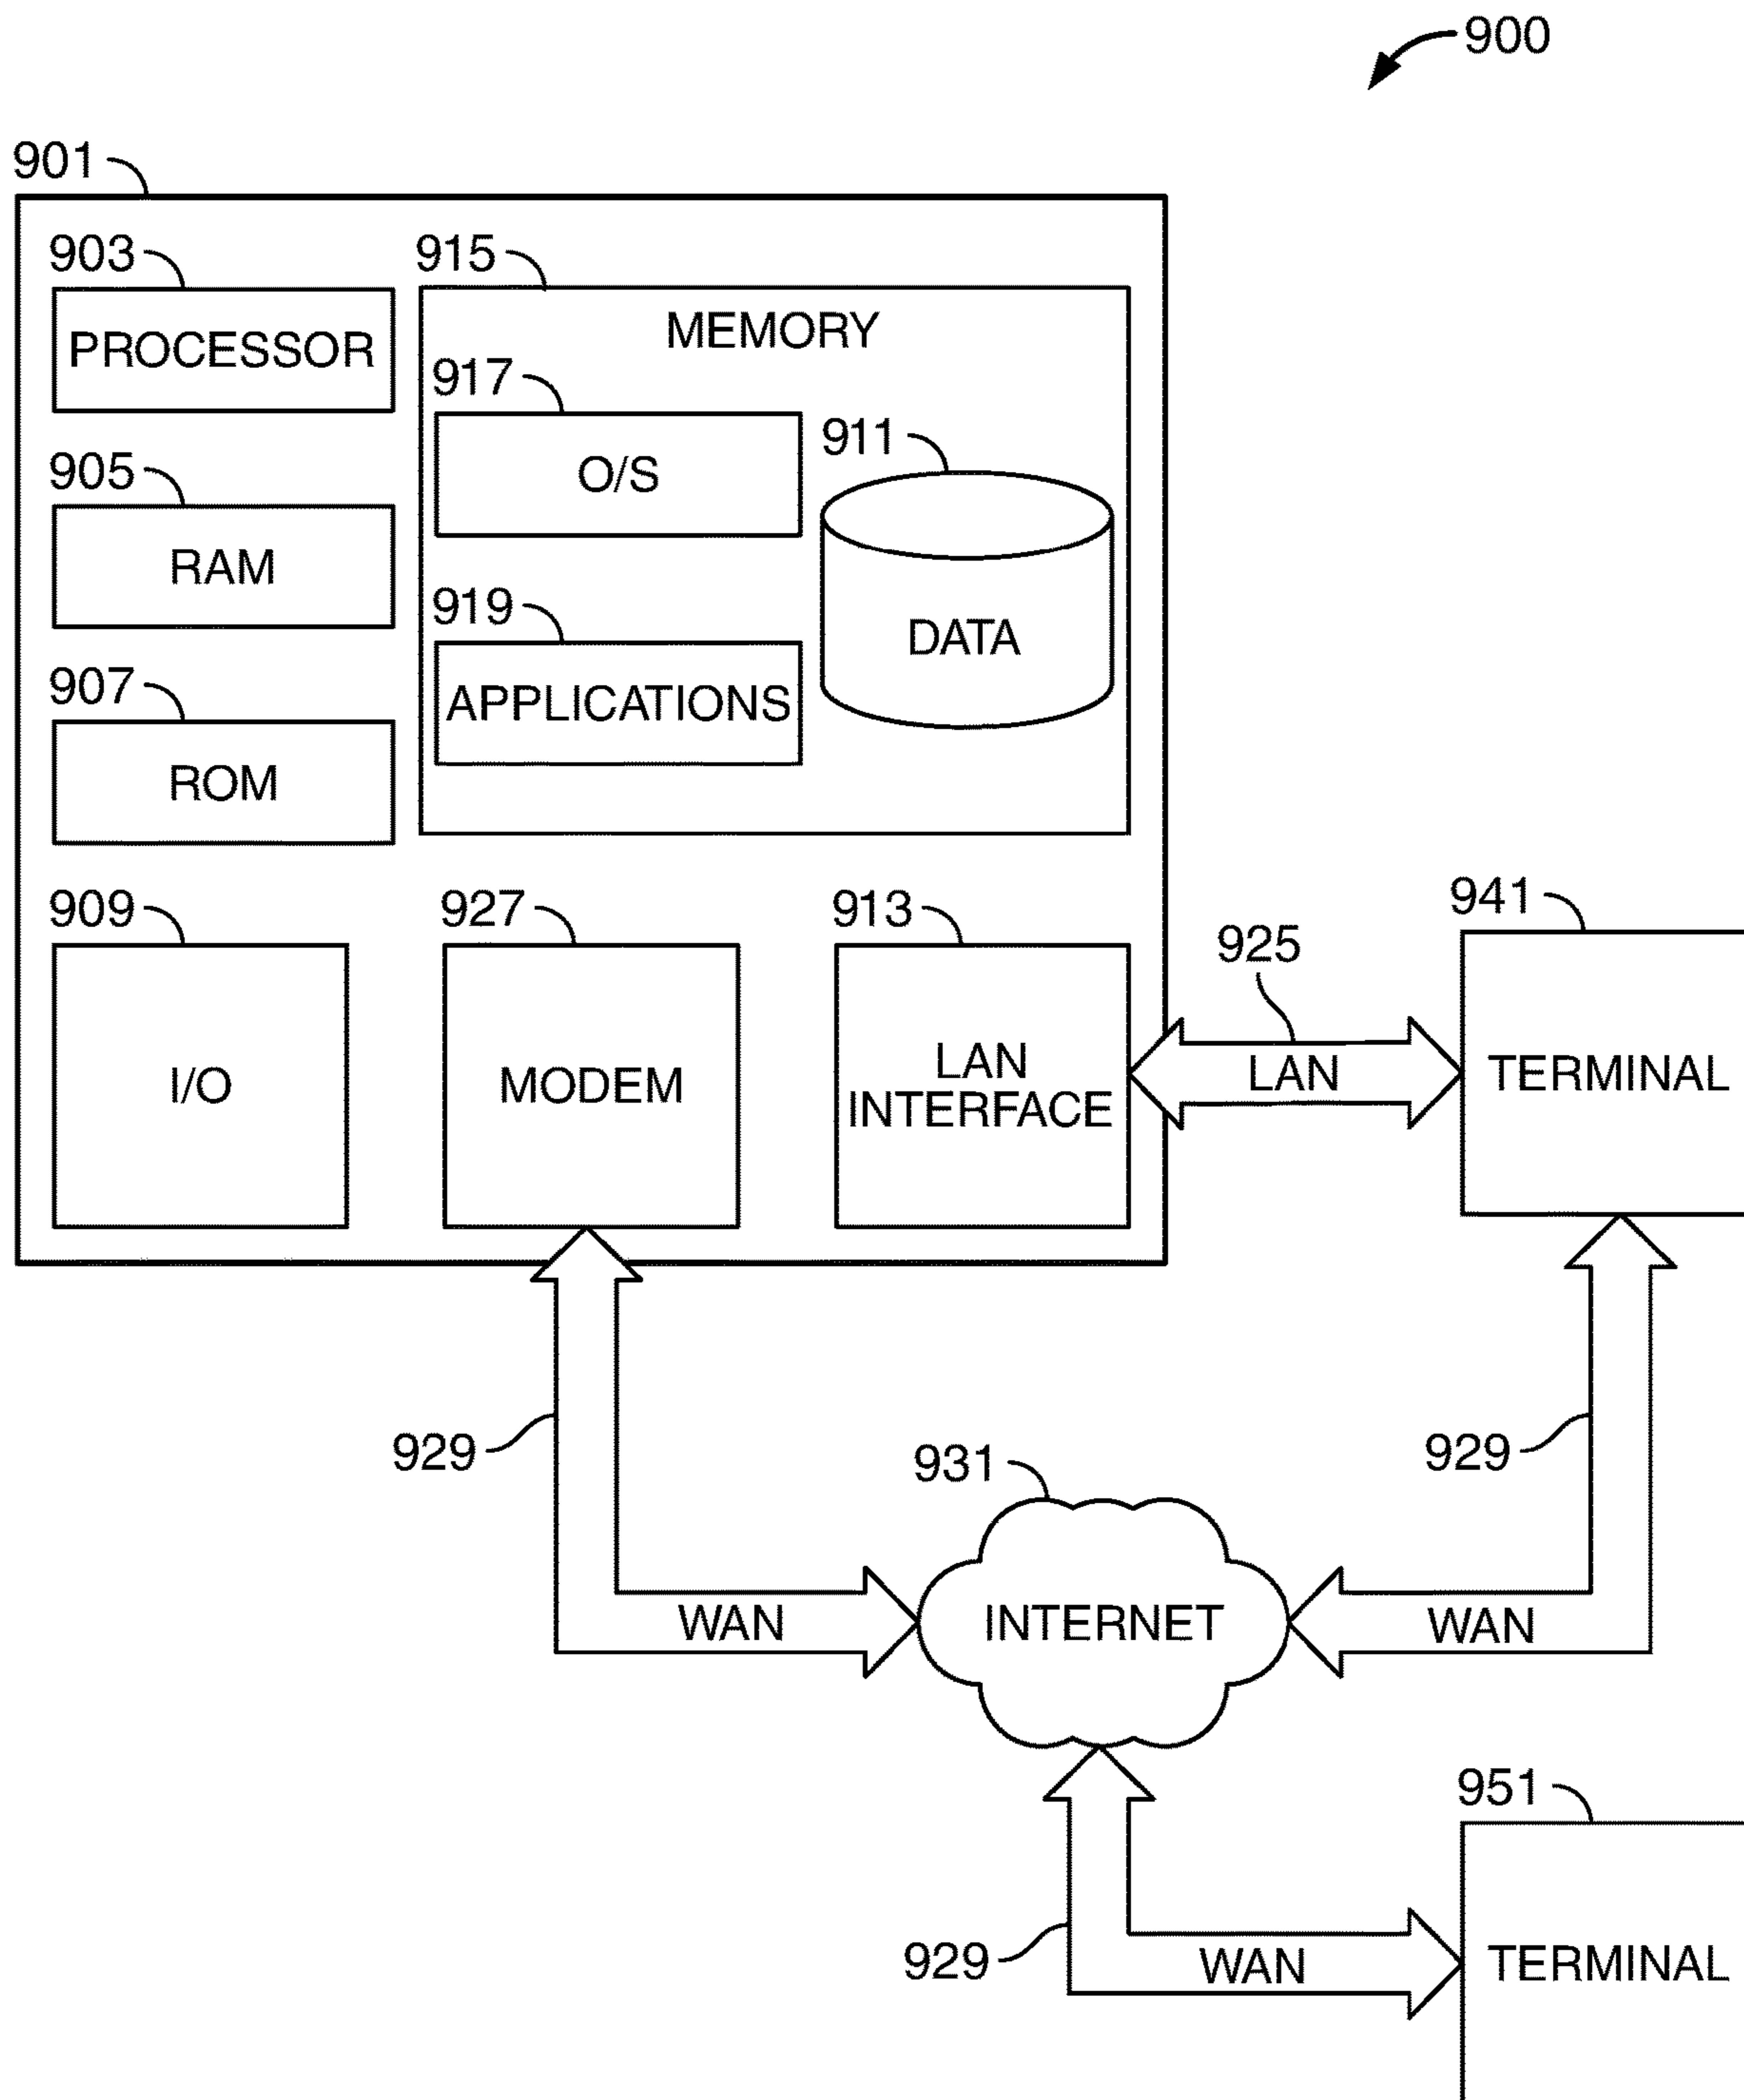 900
901
903
915
PROCESSOR
MEMORY
917
911
905
O/S
RAM
919
DATA
907
APPLICATIONS
ROM
909
927
913
941
925
I/O
MODEM
LAN
INTERFACE
LAN
TERMINAL
929
931
929
WAN
INTERNET
WAN
951
929
WAN
TERMINAL